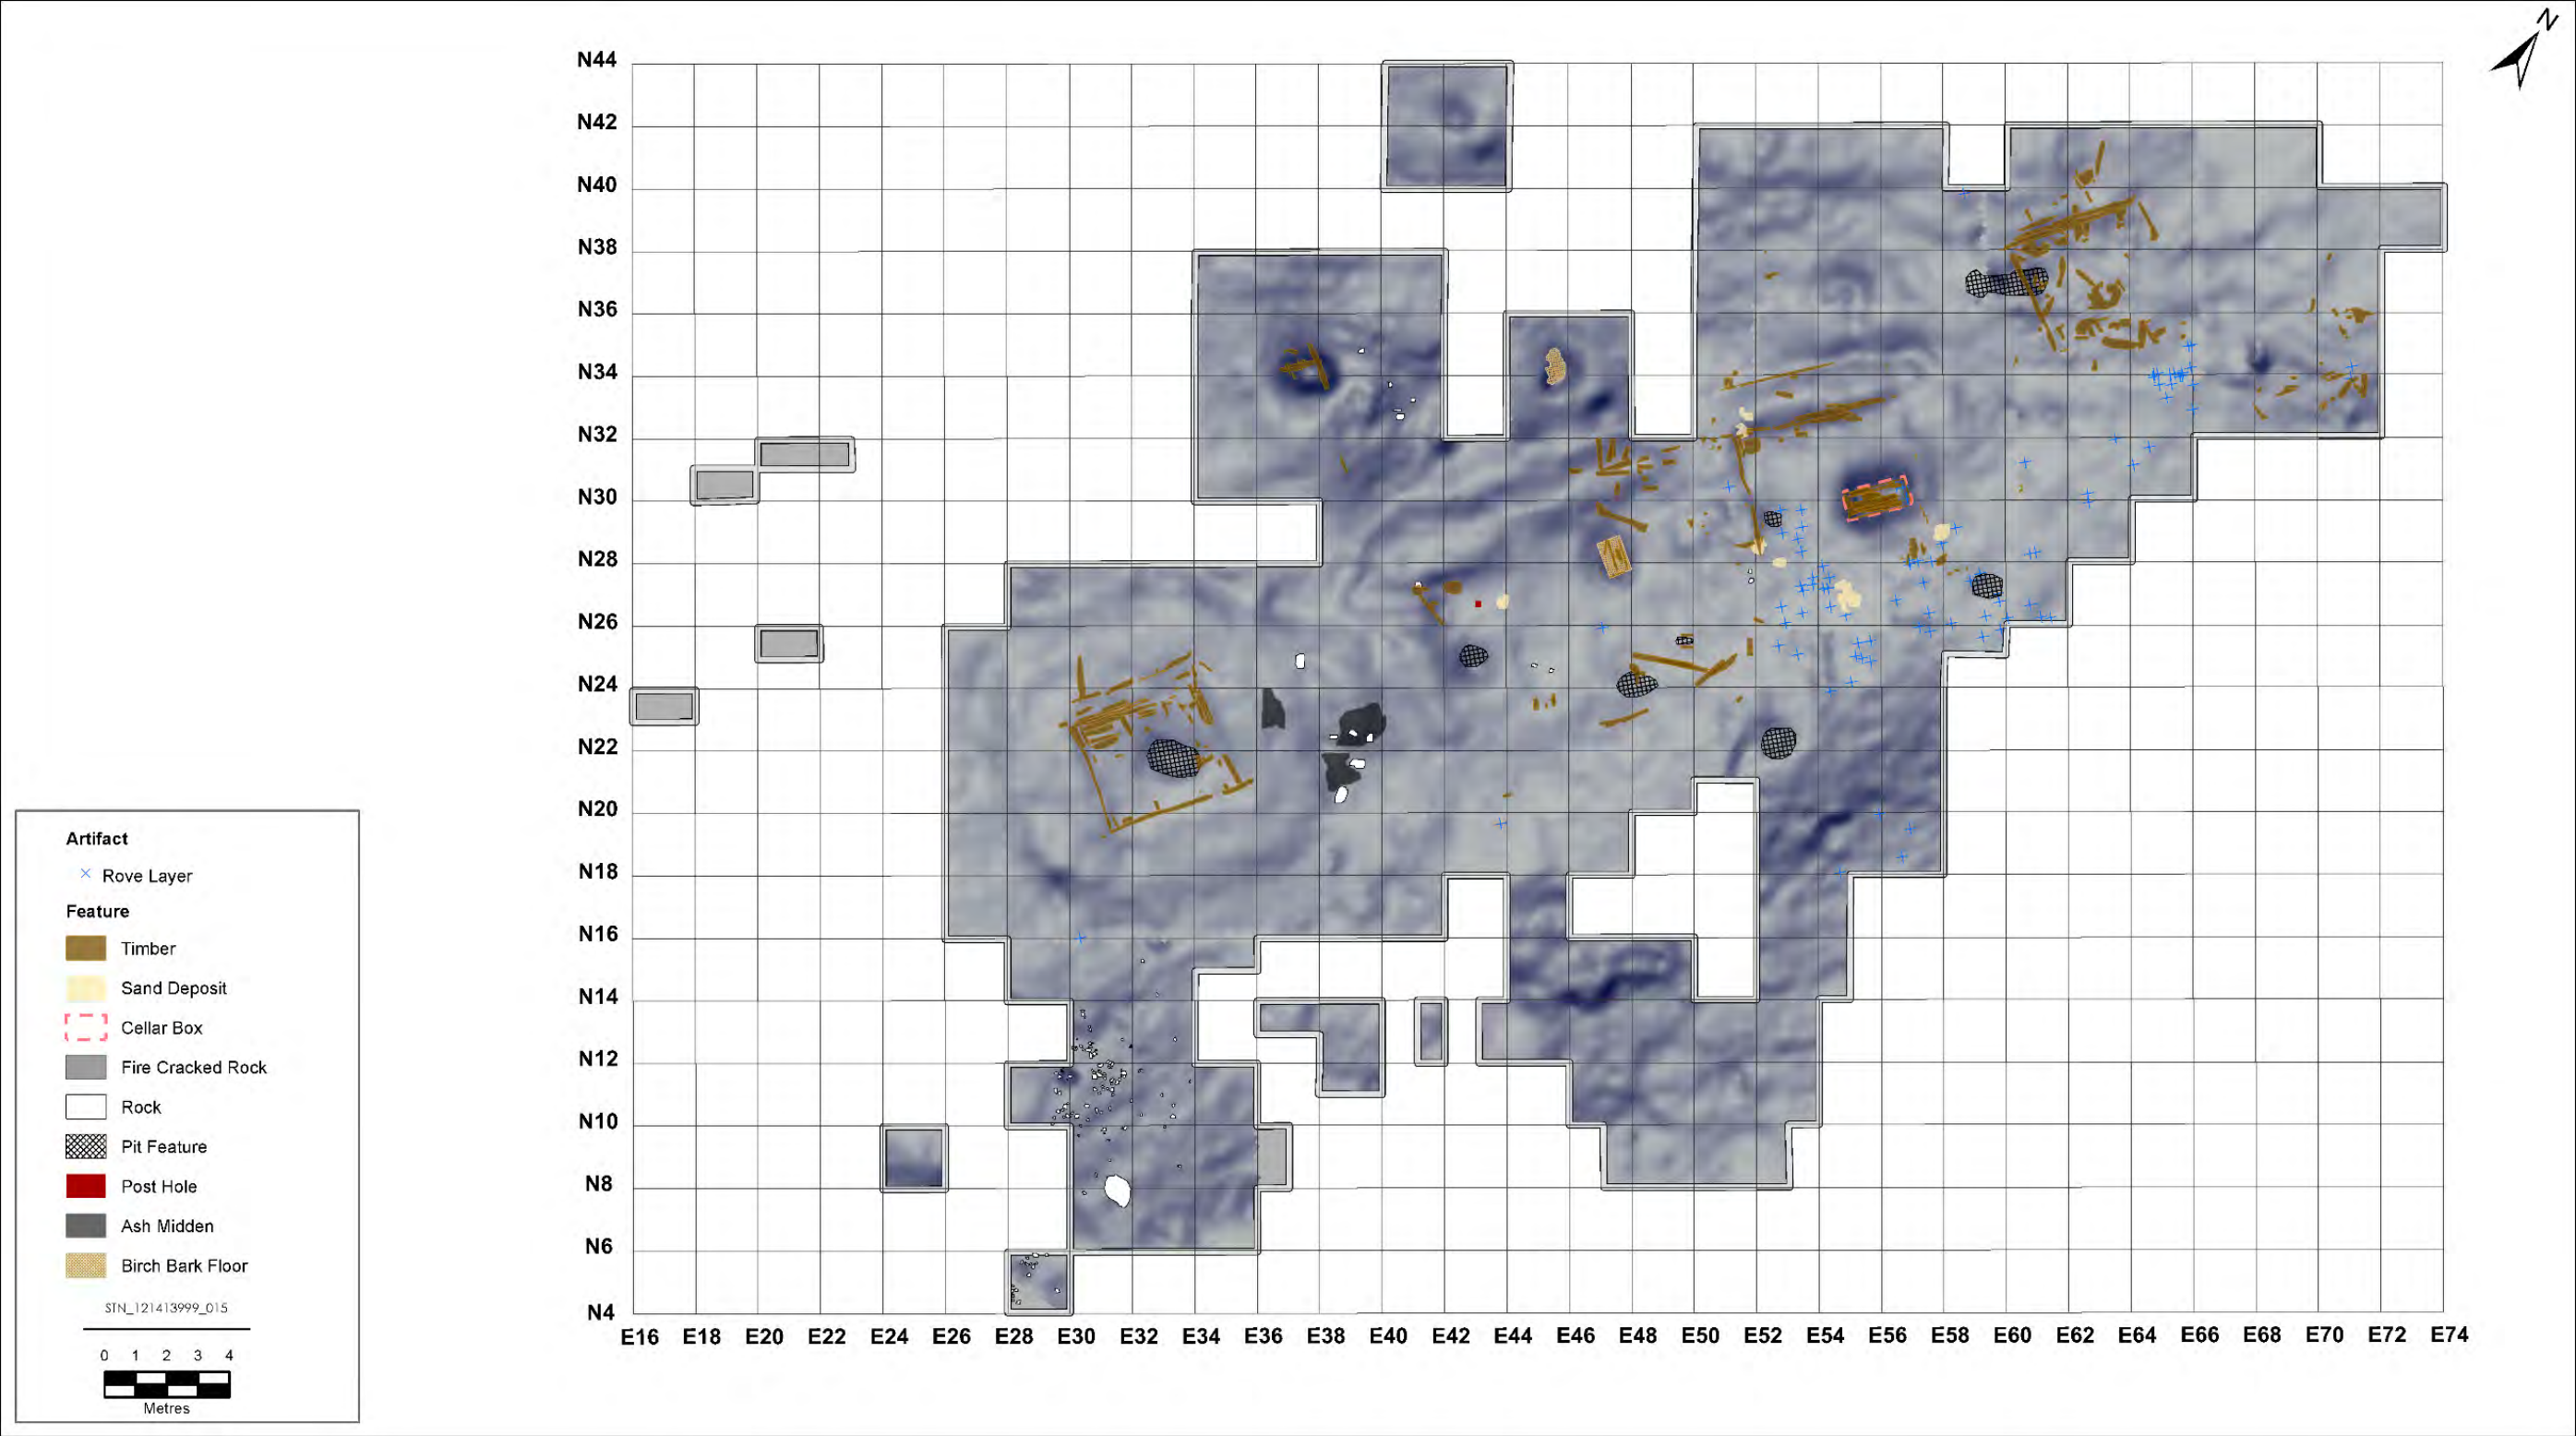 N
N44
N42
N40
N38
N36
N34
N32
N30
N28
N26
N24
N22
N20
N18
N16
N14
N12
N10
N8
N6
N4
E16 E18 E20 E22 E24 E26 E28 E30 E32 E34 E36 E38 E40 E42 E44 E46 E48 E50 E52 E54 E56 E58 E60 E62 E64 E66 E68 E70 E72 E74
Artifact
Rove Layer
Feature
Timber
Sand Deposit
Cellar Box
Fire Cracked Rock
Rock
Pit Feature
Post Hole
Ash Midden
Birch Bark Floor
STN_121413999_015
0 1 2 3 4
Metres